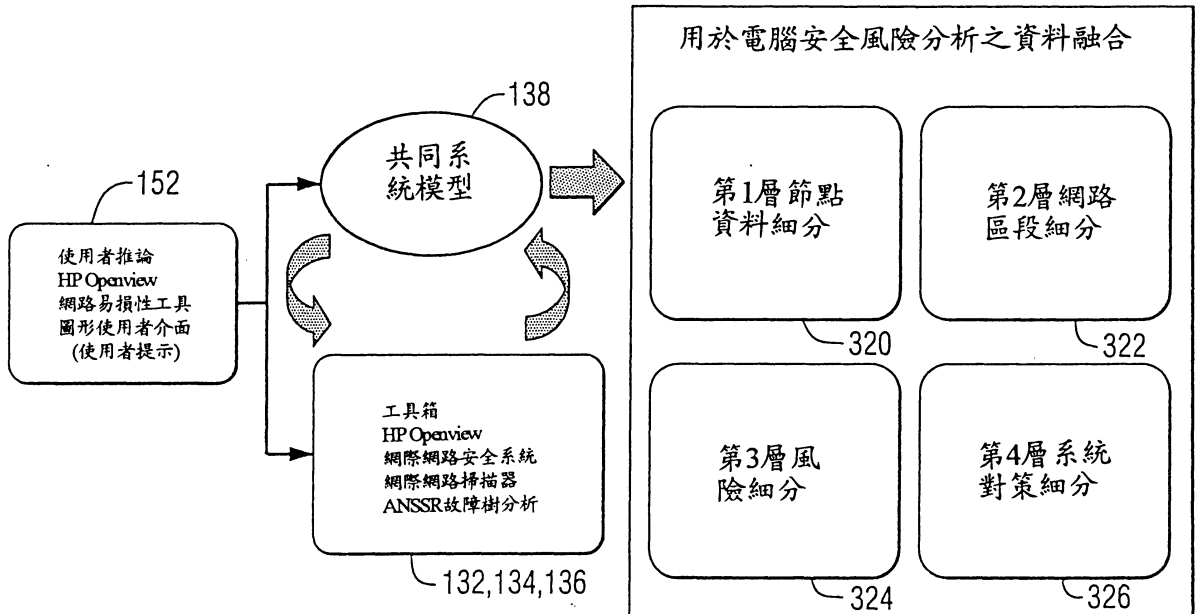 138
共同系
統模型
152
使用者推論
HP Openview
網路易損性工具
圖形使用者介面
(使用者提示)
工具箱
HP Openview
網際網路安全系統
網際網路掃描器
ANSSR故障樹分析
132,134,136
用於電腦安全風險分析之資料融合
第1層節點
資料細分
320
第2層網路
區段細分
322
第3層風
險細分
324
第4層系統
對策細分
326